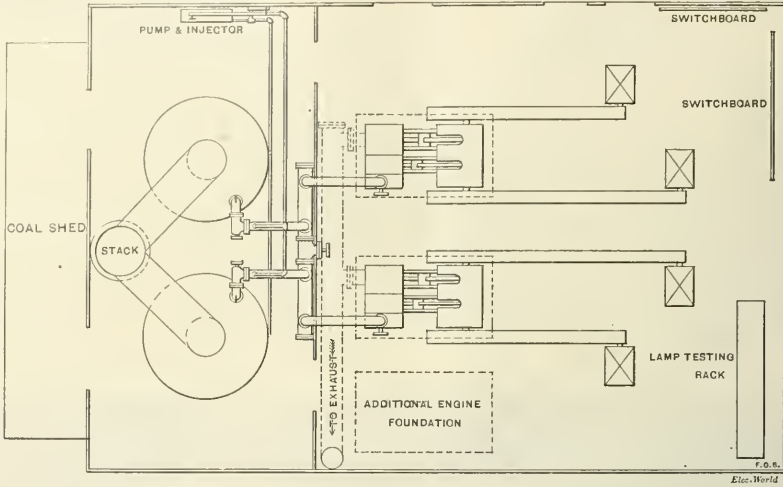 PUMP & INJECTOR
SWITCHBOARD
SWITCHBOARD
COAL SHED
STACK
←TO EXHAUST
ADDITIONAL ENGINE
FOUNDATION
LAMP TESTING
RACK
F.O.B.
Elec. World